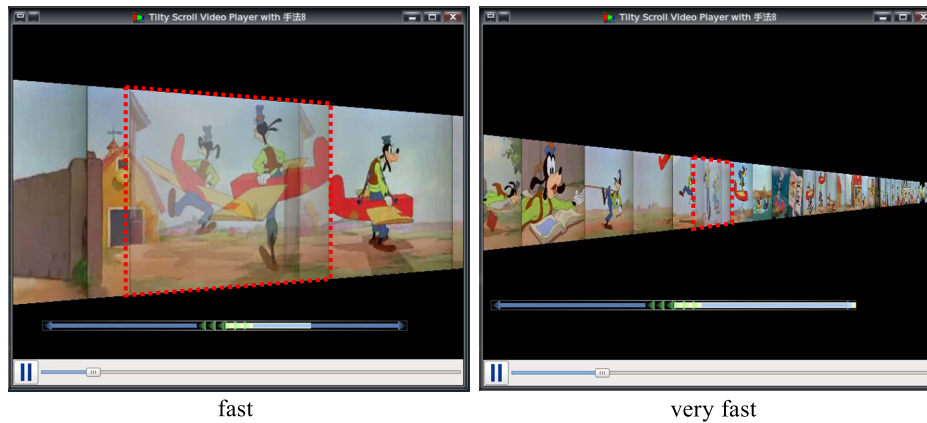 Tilty Scroll Video Player with 手法8
Tilty Scroll Video Player with 手法8
fast
very fast